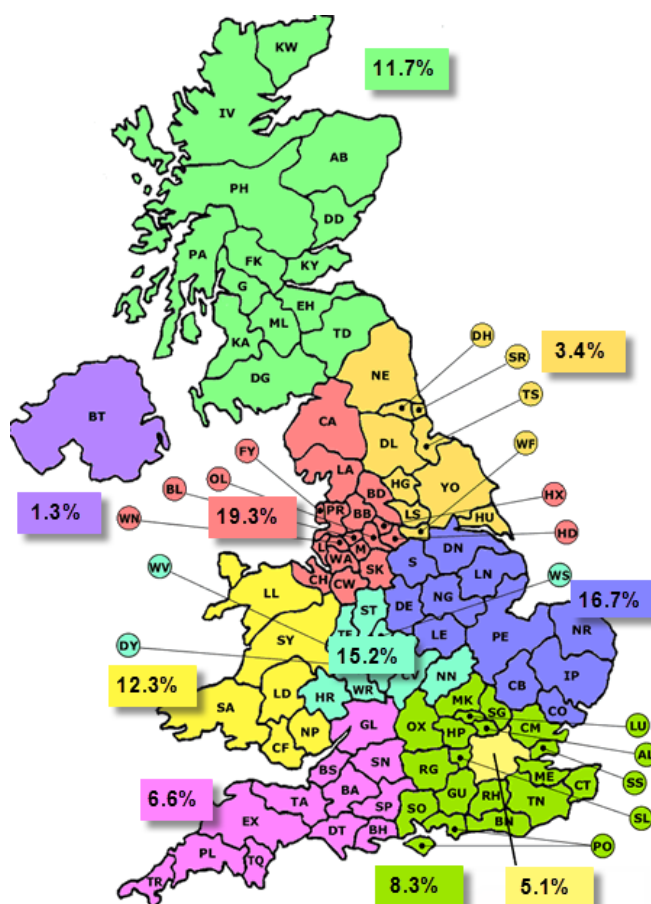 KW
11.7%
IV
AB
PH
DD
PA
FK
KY
G
EH
ML
TD
KA
DG
DH
SR
3.4%
NE
TS
BT
CA
DL
WF
FY
LA
HG
YO
OL
BD
BL
LS
HX
PR
BB
HU
1.3%
19.3%
WN
HD
DN
WA
M
S
WV
CH
CW
SK
LN
WS
LL
ST
DE
NG
16.7%
NR
SY
LE
PE
DY
15.2%
12.3%
LD
HR
WR
NN
CB
IP
SA
MK
SG
CO
NP
GL
OX
CM
LU
CF
HP
AL
BS
SN
RG
ME
CT
SS
6.6%
TA
BA
GU
RH
TN
SL
EX
SP
SO
BN
DT
BH
PO
PL
TQ
TR
8.3%
5.1%